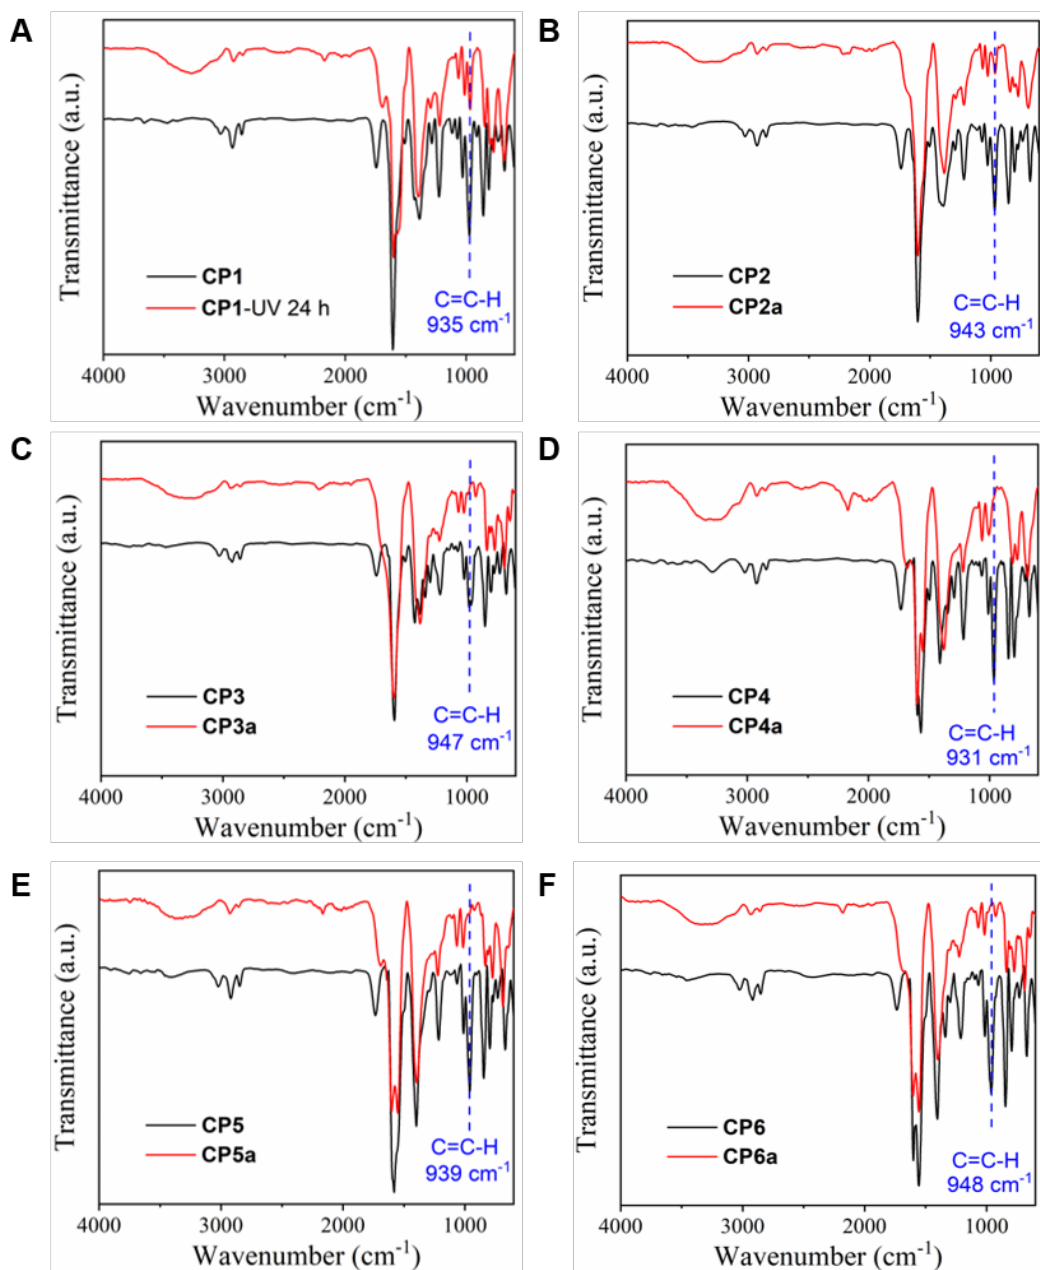 A
Transmittance (a.u.)
CP1
CP1-UV 24 h
C=C-H
935 cm⁻¹
4000 3000 2000 1000
Wavenumber (cm⁻¹)
B
Transmittance (a.u.)
CP2
CP2a
C=C-H
943 cm⁻¹
4000 3000 2000 1000
Wavenumber (cm⁻¹)
C
Transmittance (a.u.)
CP3
CP3a
C=C-H
947 cm⁻¹
4000 3000 2000 1000
Wavenumber (cm⁻¹)
D
Transmittance (a.u.)
CP4
CP4a
C=C-H
931 cm⁻¹
4000 3000 2000 1000
Wavenumber (cm⁻¹)
E
Transmittance (a.u.)
CP5
CP5a
C=C-H
939 cm⁻¹
4000 3000 2000 1000
Wavenumber (cm⁻¹)
F
Transmittance (a.u.)
CP6
CP6a
C=C-H
948 cm⁻¹
4000 3000 2000 1000
Wavenumber (cm⁻¹)